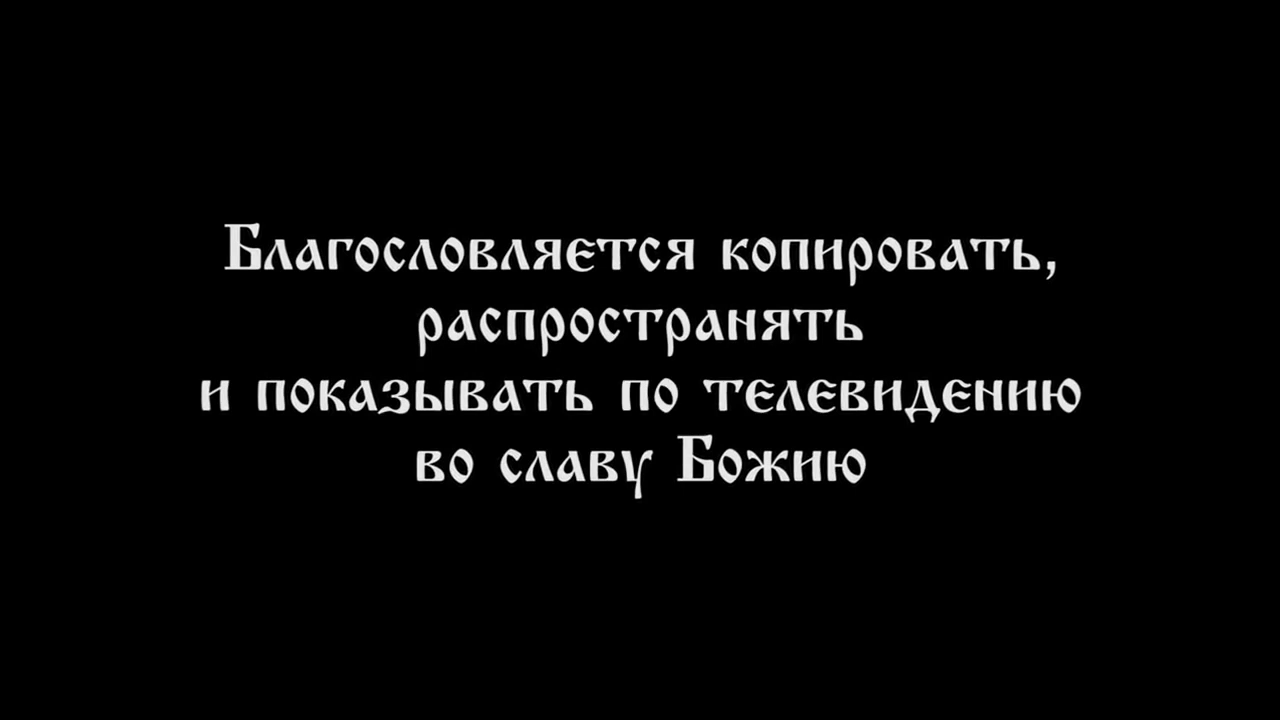 Благословляется копировать,
распространять
и показывать по телевидению
во славу Божию